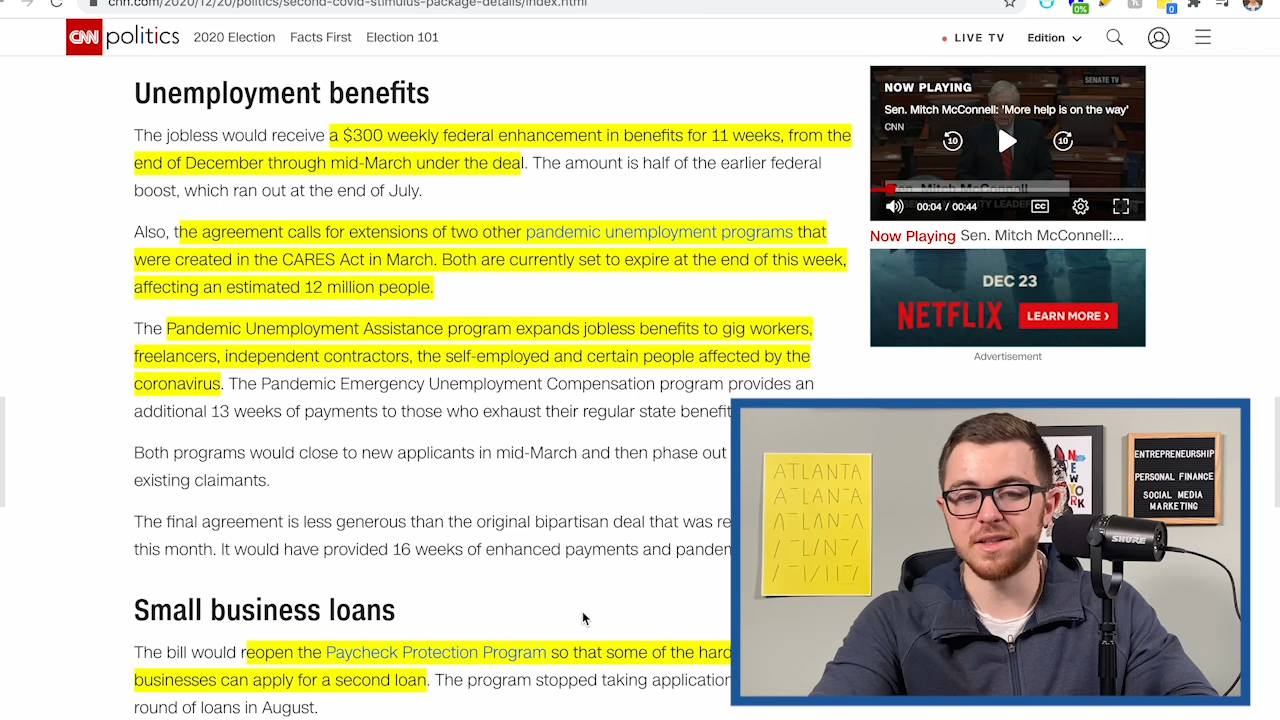 cnn.com/2020/12/20/politics/second-covid-stimulus-package-details/index.html
0%
0
CNN politics 2020 Election Facts First Election 101
LIVE TV Edition
Unemployment benefits
The jobless would receive a $300 weekly federal enhancement in benefits for 11 weeks, from the
end of December through mid-March under the deal. The amount is half of the earlier federal
boost, which ran out at the end of July.
Also, the agreement calls for extensions of two other pandemic unemployment programs that
were created in the CARES Act in March. Both are currently set to expire at the end of this week,
affecting an estimated 12 million people.
The Pandemic Unemployment Assistance program expands jobless benefits to gig workers,
freelancers, independent contractors, the self-employed and certain people affected by the
coronavirus. The Pandemic Emergency Unemployment Compensation program provides an
additional 13 weeks of payments to those who exhaust their regular state benefit
Both programs would close to new applicants in mid-March and then phase out
existing claimants.
The final agreement is less generous than the original bipartisan deal that was re
this month. It would have provided 16 weeks of enhanced payments and pandem
Small business loans
The bill would reopen the Paycheck Protection Program so that some of the hard
businesses can apply for a second loan. The program stopped taking application
round of loans in August.
NOW PLAYING
SENATE TV
Sen. Mitch McConnell: 'More help is on the way'
CNN
10
10
Sen. Mitch McConnell
00:04 / 00:44
CC
Now Playing Sen. Mitch McConnell:...
DEC 23
NETFLIX LEARN MORE
Advertisement
ATLANTA
ATLANTA
NEW YORK
ENTREPRENEURSHIP
PERSONAL FINANCE
SOCIAL MEDIA
MARKETING
SHURE